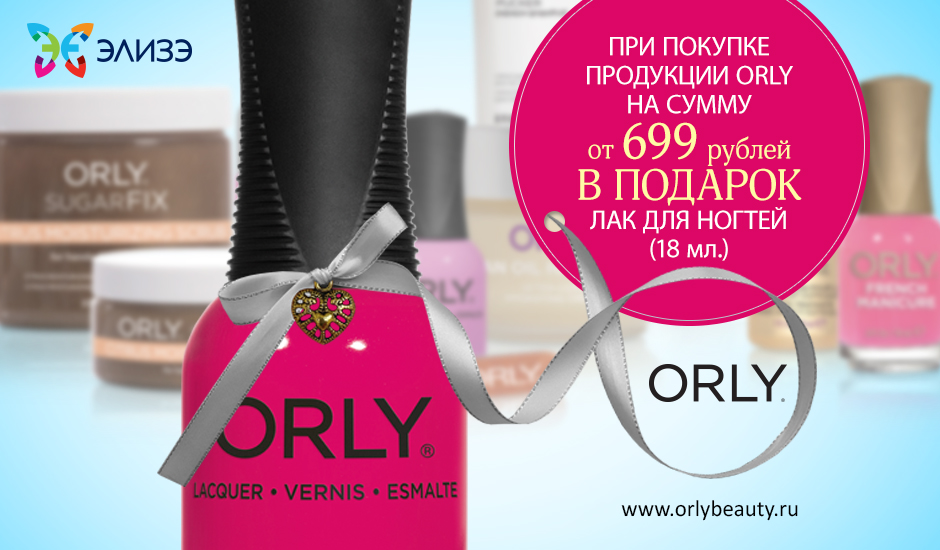 ЭЛИЗЭ
ПРИ ПОКУПКЕ
ПРОДУКЦИИ ORLY
НА СУММУ
от 699 рублей
В ПОДАРОК
ЛАК ДЛЯ НОГТЕЙ
(18 мл.)
ORLY
SUGARFIX
ORLY
ORLY
FRENCH
MANICURE
ORLY
ORLY.
ORLY®
LACQUER • VERNIS • ESMALTE
www.orlybeauty.ru